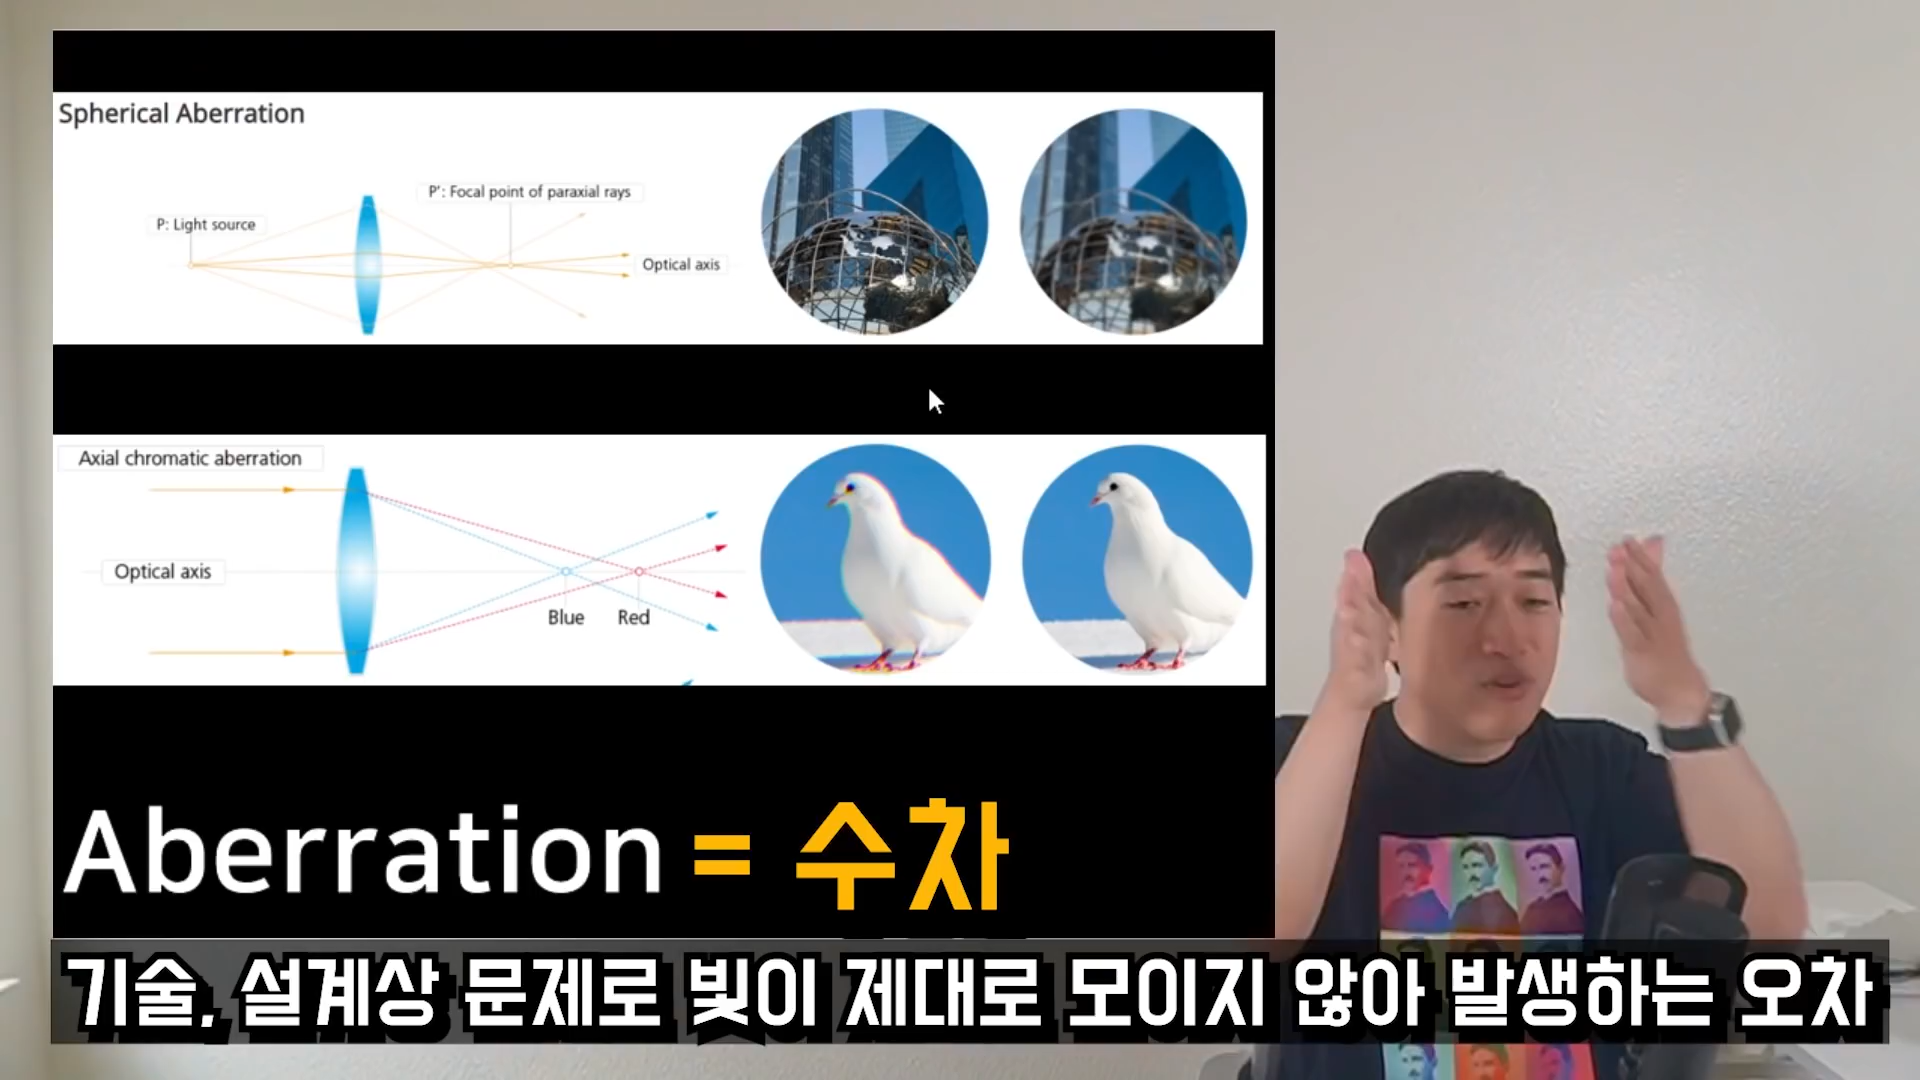 Spherical Aberration
P': Focal point of paraxial rays
P: Light source
Optical axis
Axial chromatic aberration
Optical axis
Blue Red
Aberration = 수차
기술, 설계상 문제로 빛이 제대로 모이지 않아 발생하는 오차